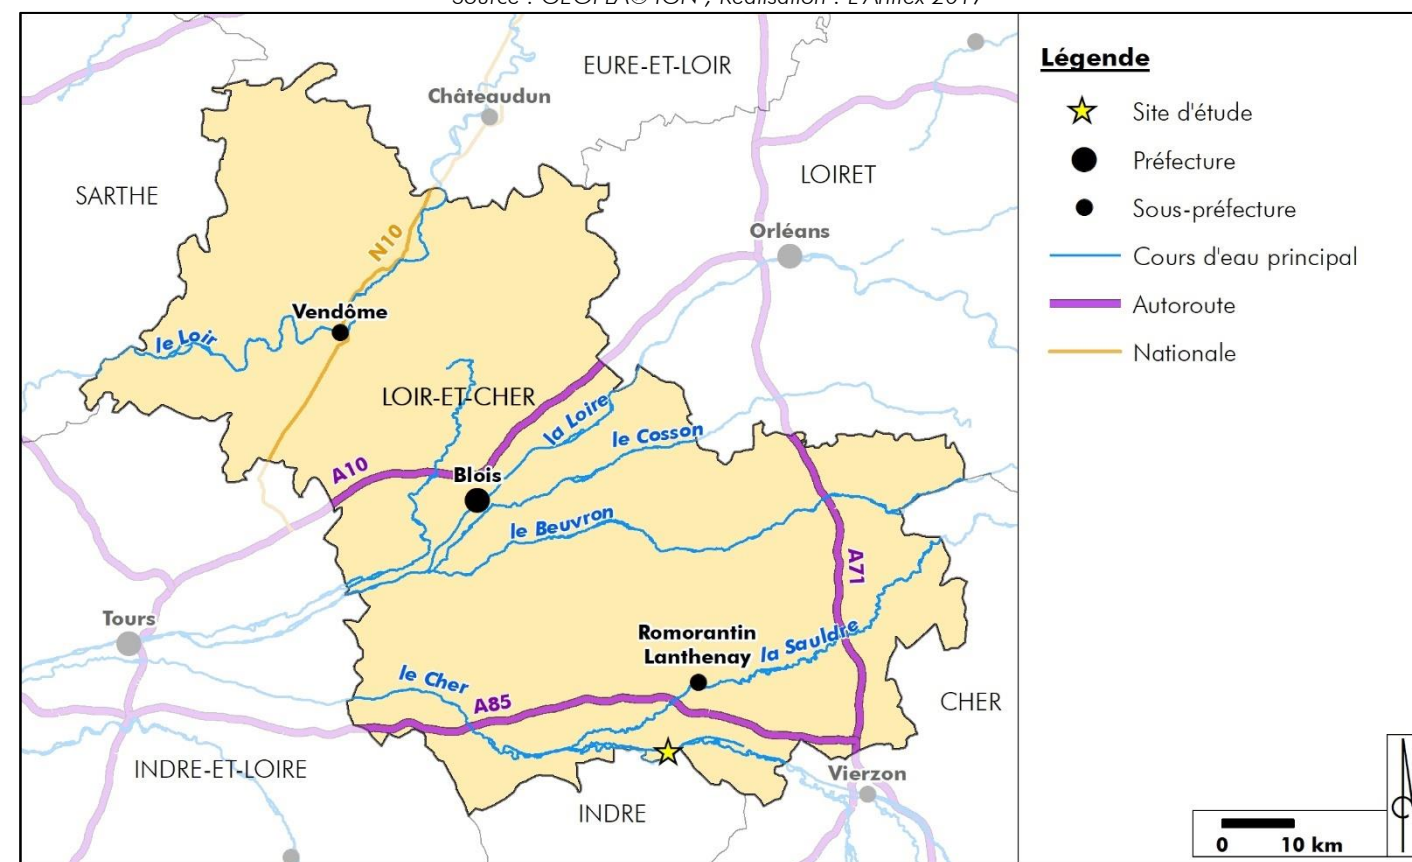 Source : GEOFLA© IGN ; Réalisation : L'Artifex 2017
EURE-ET-LOIR
Châteaudun
SARTHE
LOIRET
Orléans
N10
Vendôme
le Loir
LOIR-ET-CHER
la Loire
le Cosson
A10
Blois
le Beuvron
A71
Tours
Romorantin
Lanthenay
la Sauldre
le Cher
A85
CHER
INDRE-ET-LOIRE
Vierzon
INDRE
Légende
Site d'étude
Préfecture
Sous-préfecture
Cours d'eau principal
Autoroute
Nationale
0 10 km